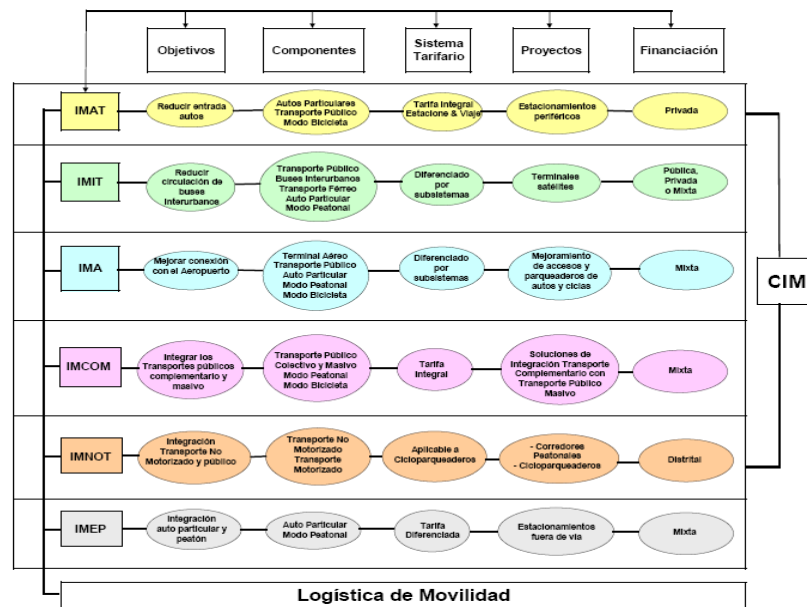 Objetivos
Componentes
Sistema
Tarifario
Proyectos
Financiación
IMAT
Reducir entrada
autos
Autos Particulares
Transporte Público
Modo Bicicleta
Tarifa Integral
Estacione & Viaje
Estacionamientos
periféricos
Privada
IMIT
Reducir
circulación de
buses
Interurbanos
Transporte Público
Buses Interurbanos
Transporte Férreo
Auto Particular
Modo Peatonal
Diferenciado
por
subsistemas
Terminales
satélites
Pública,
Privada
o Mixta
IMA
Mejorar conexión
con el Aeropuerto
Terminal Aéreo
Transporte Público
Auto Particular
Modo Peatonal
Modo Bicicleta
Diferenciado
por
subsistemas
Mejoramiento
de accesos y
parqueaderos de
autos y ciclas
Mixta
CIM
IMCOM
Integrar los
Transportes públicos
complementario y
masivo
Transporte Público
Colectivo y Masivo
Modo Peatonal
Modo Bicicleta
Tarifa
Integral
Soluciones de
Integración Transporte
Complementario con
Transporte Público
Masivo
Mixta
IMNOT
Integración
Transporte No
Motorizado y público
Transporte No
Motorizado
Transporte
Motorizado
Aplicable a
Cicloparqueaderos
- Corredores
Peatonales
- Cicloparqueaderos
Distrital
IMEP
Integración
auto particular y
peatón
Auto Particular
Modo Peatonal
Tarifa
Diferenciada
Estacionamientos
fuera de vía
Mixta
Logística de Movilidad